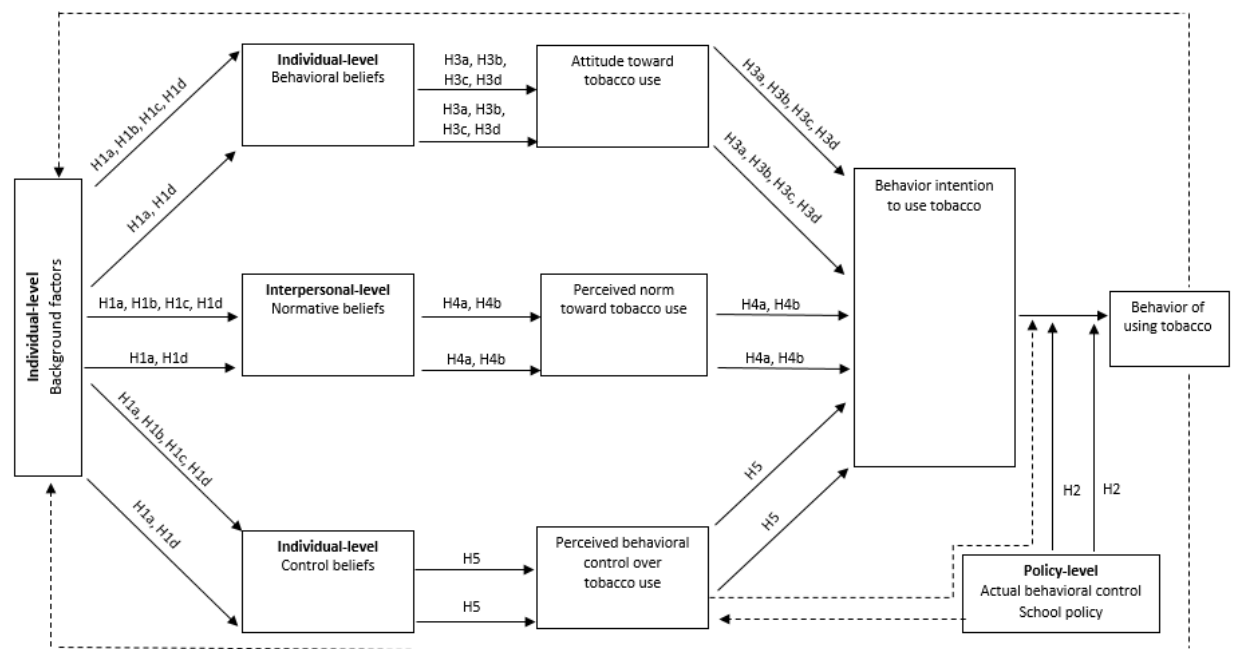 Individual-level
Background factors
H1a, H1b, H1c, H1d
H1a, H1d
H1a, H1b, H1c, H1d
H1a, H1d
H1a, H1b, H1c, H1d
H1a, H1d
Individual-level
Behavioral beliefs
H3a, H3b,
H3c, H3d
H3a, H3b,
H3c, H3d
Attitude toward
tobacco use
H3a, H3b, H3c, H3d
H3a, H3b, H3c, H3d
Interpersonal-level
Normative beliefs
H4a, H4b
H4a, H4b
Perceived norm
toward tobacco use
H4a, H4b
H4a, H4b
Individual-level
Control beliefs
H5
H5
Perceived behavioral
control over
tobacco use
H5
H5
Behavior intention
to use tobacco
Behavior of
using tobacco
H2
H2
Policy-level
Actual behavioral control
School policy